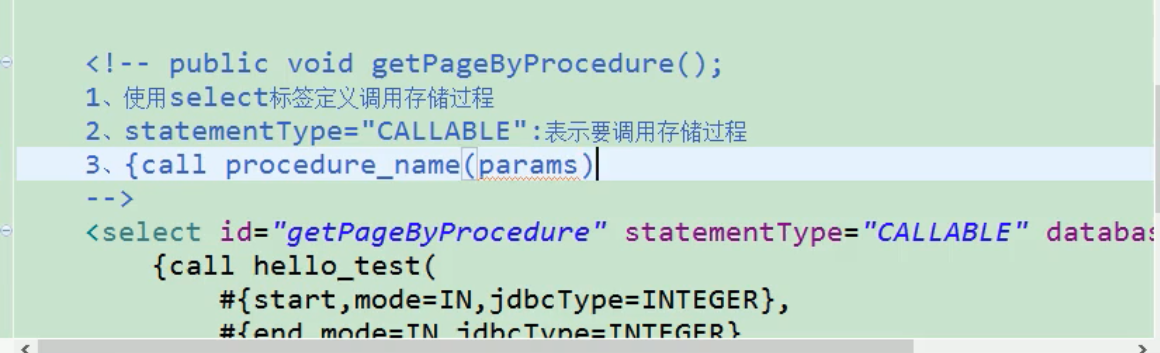 <!-- public void getPageByProcedure();
1、使用select标签定义调用存储过程
2、statementType="CALLABLE":表示要调用存储过程
3、{call procedure_name(params)
-->
<select id="getPageByProcedure" statementType="CALLABLE" databas
{call hello_test(
#{start,mode=IN,jdbcType=INTEGER},
#{end,mode=IN,jdbcType=INTEGER}